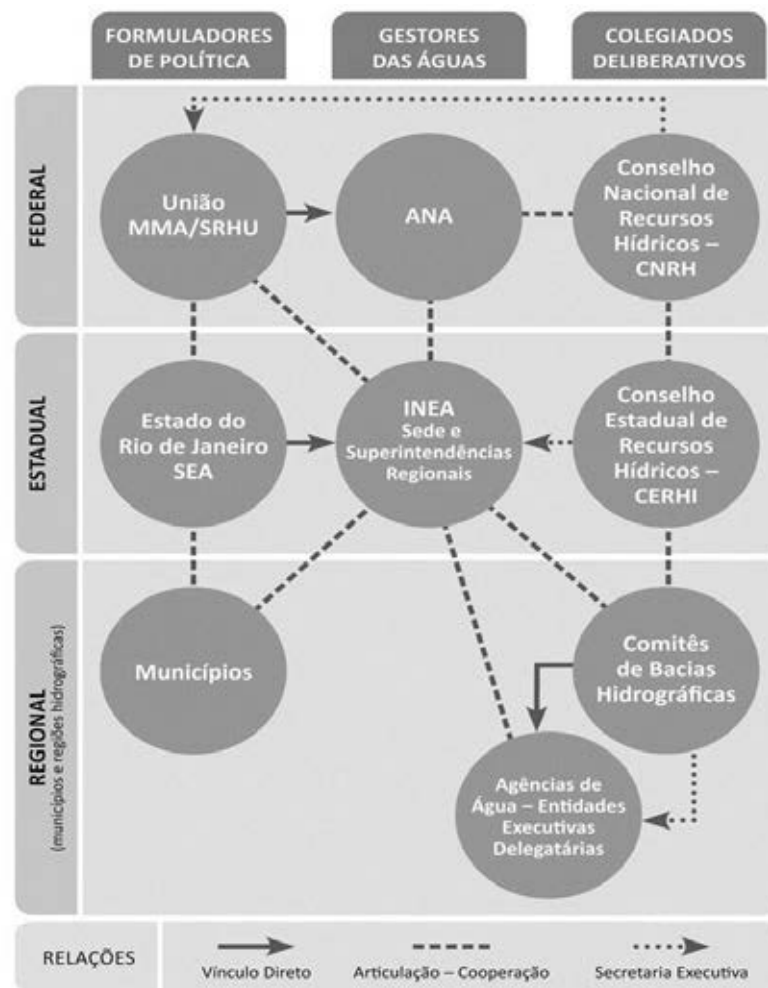 FORMULADORES
DE POLÍTICA
GESTORES
DAS ÁGUAS
COLEGIADOS
DELIBERATIVOS
FEDERAL
União
MMA/SRHU
ANA
Conselho
Nacional de
Recursos
Hídricos –
CNRH
ESTADUAL
Estado do
Rio de Janeiro
SEA
INEA
Sede e
Superintendências
Regionais
Conselho
Estadual de
Recursos
Hídricos –
CERHI
REGIONAL
(municípios e regiões hidrográficas)
Municípios
Comitês
de Bacias
Hidrográficas
Agências de
Água – Entidades
Executivas
Delegatárias
RELAÇÕES
Vínculo Direto
Articulação – Cooperação
Secretaria Executiva